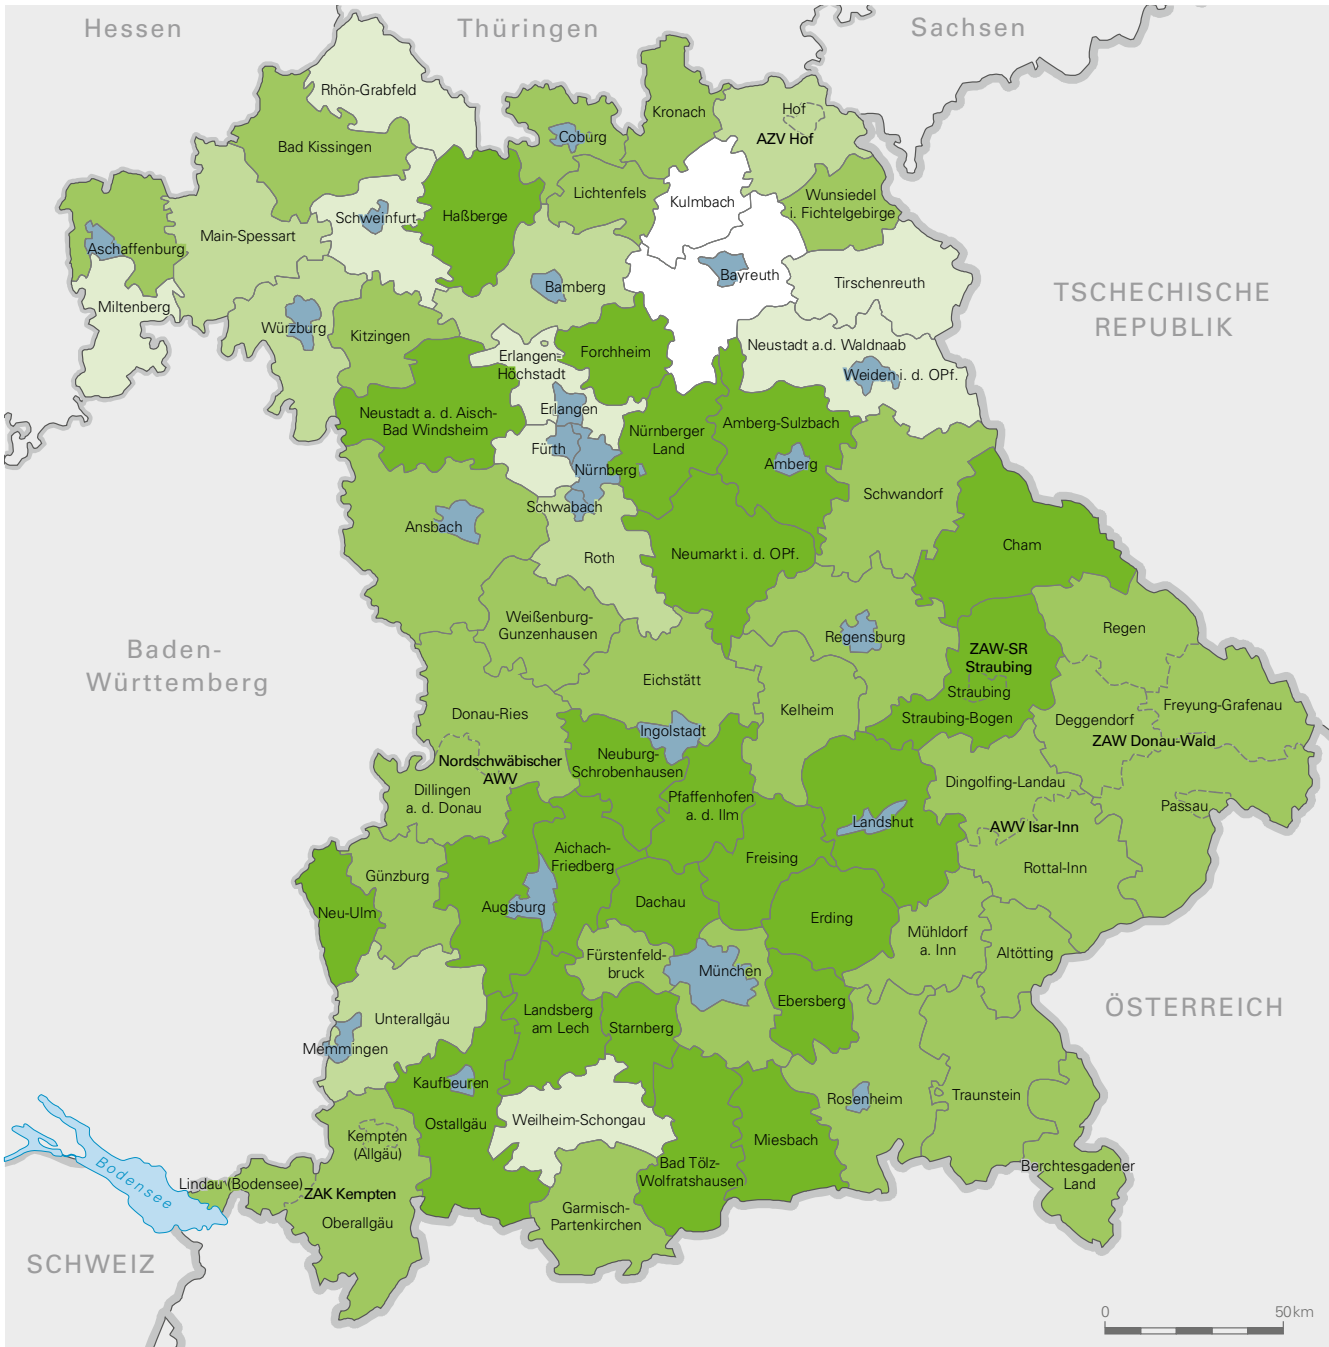 Hessen
Thüringen
Sachsen
Rhön-Grabfeld
Kronach
Hof
AZV Hof
Coburg
Bad Kissingen
Lichtenfels
Kulmbach
Wunsiedel
i. Fichtelgebirge
Schweinfurt
Haßberge
Main-Spessart
Aschaffenburg
Bayreuth
Tirschenreuth
Bamberg
Miltenberg
TSCHECHISCHE
REPUBLIK
Würzburg
Kitzingen
Forchheim
Neustadt a.d. Waldnaab
Erlangen-
Höchstadt
Weiden i. d. OPf.
Neustadt a. d. Aisch-
Bad Windsheim
Erlangen
Nürnberger
Land
Amberg-Sulzbach
Fürth
Nürnberg
Amberg
Schwandorf
Schwabach
Ansbach
Roth
Neumarkt i. d. OPf.
Cham
Weißenburg-
Gunzenhausen
Regensburg
Regen
Baden-
Württemberg
ZAW-SR
Straubing
Eichstätt
Straubing
Kelheim
Straubing-Bogen
Freyung-Grafenau
Deggendorf
ZAW Donau-Wald
Donau-Ries
Ingolstadt
Nordschwäbischer
AWV
Neuburg-
Schrobenhausen
Dillingen
a. d. Donau
Pfaffenhofen
a. d. Ilm
Dingolfing-Landau
Passau
Landshut
AWV Isar-Inn
Aichach-
Friedberg
Freising
Rottal-Inn
Günzburg
Neu-Ulm
Augsburg
Dachau
Erding
Mühldorf
a. Inn
Altötting
Fürstenfeld-
bruck
München
Ebersberg
ÖSTERREICH
Landsberg
am Lech
Starnberg
Unterallgäu
Memmingen
Kaufbeuren
Rosenheim
Traunstein
Ostallgäu
Weilheim-Schongau
Miesbach
Kempten
(Allgäu)
Bad Tölz-
Wolfratshausen
Berchtesgadener
Land
Bodensee
Lindau (Bodensee)
ZAK Kempten
Oberallgäu
Garmisch-
Partenkirchen
SCHWEIZ
0 50 km